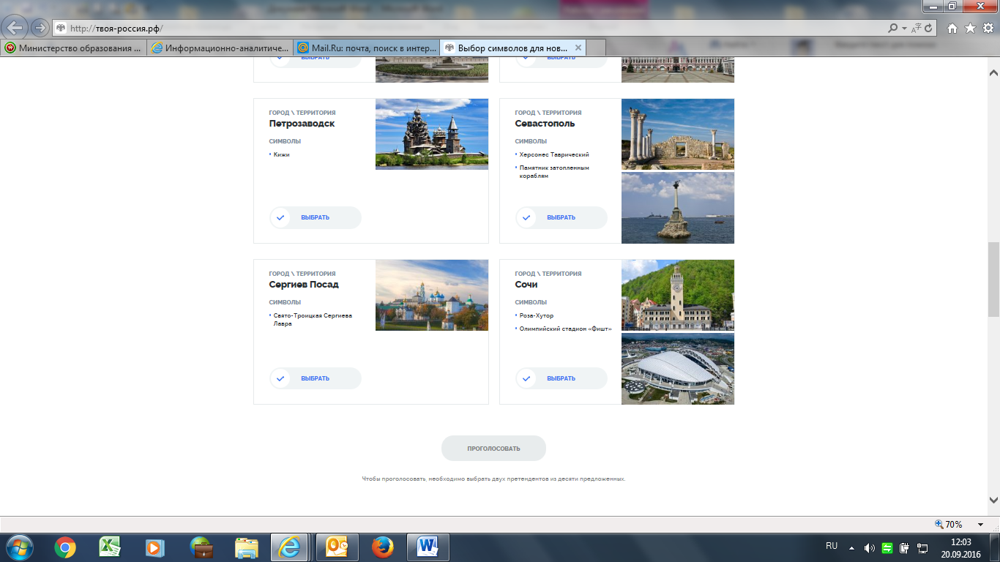 http://твоя-россия.рф/
Министерство образования ...
Информационно-аналитиче...
Mail.Ru: почта, поиск в интер...
Выбор символов для нов...
ВЫБРАТЬ
ВЫБРАТЬ
ГОРОД \ ТЕРРИТОРИЯ
Петрозаводск
СИМВОЛЫ
Кижи
ВЫБРАТЬ
ГОРОД \ ТЕРРИТОРИЯ
Севастополь
СИМВОЛЫ
Херсонес Таврический
Памятник затопленным
кораблям
ВЫБРАТЬ
ГОРОД \ ТЕРРИТОРИЯ
Сергиев Посад
СИМВОЛЫ
Свято-Троицкая Сергиева
Лавра
ВЫБРАТЬ
ГОРОД \ ТЕРРИТОРИЯ
Сочи
СИМВОЛЫ
Роза-Хутор
Олимпийский стадион «Фишт»
ВЫБРАТЬ
ПРОГОЛОСОВАТЬ
Чтобы проголосовать, необходимо выбрать двух претендентов из десяти предложенных.
70%
RU
12:03
20.09.2016